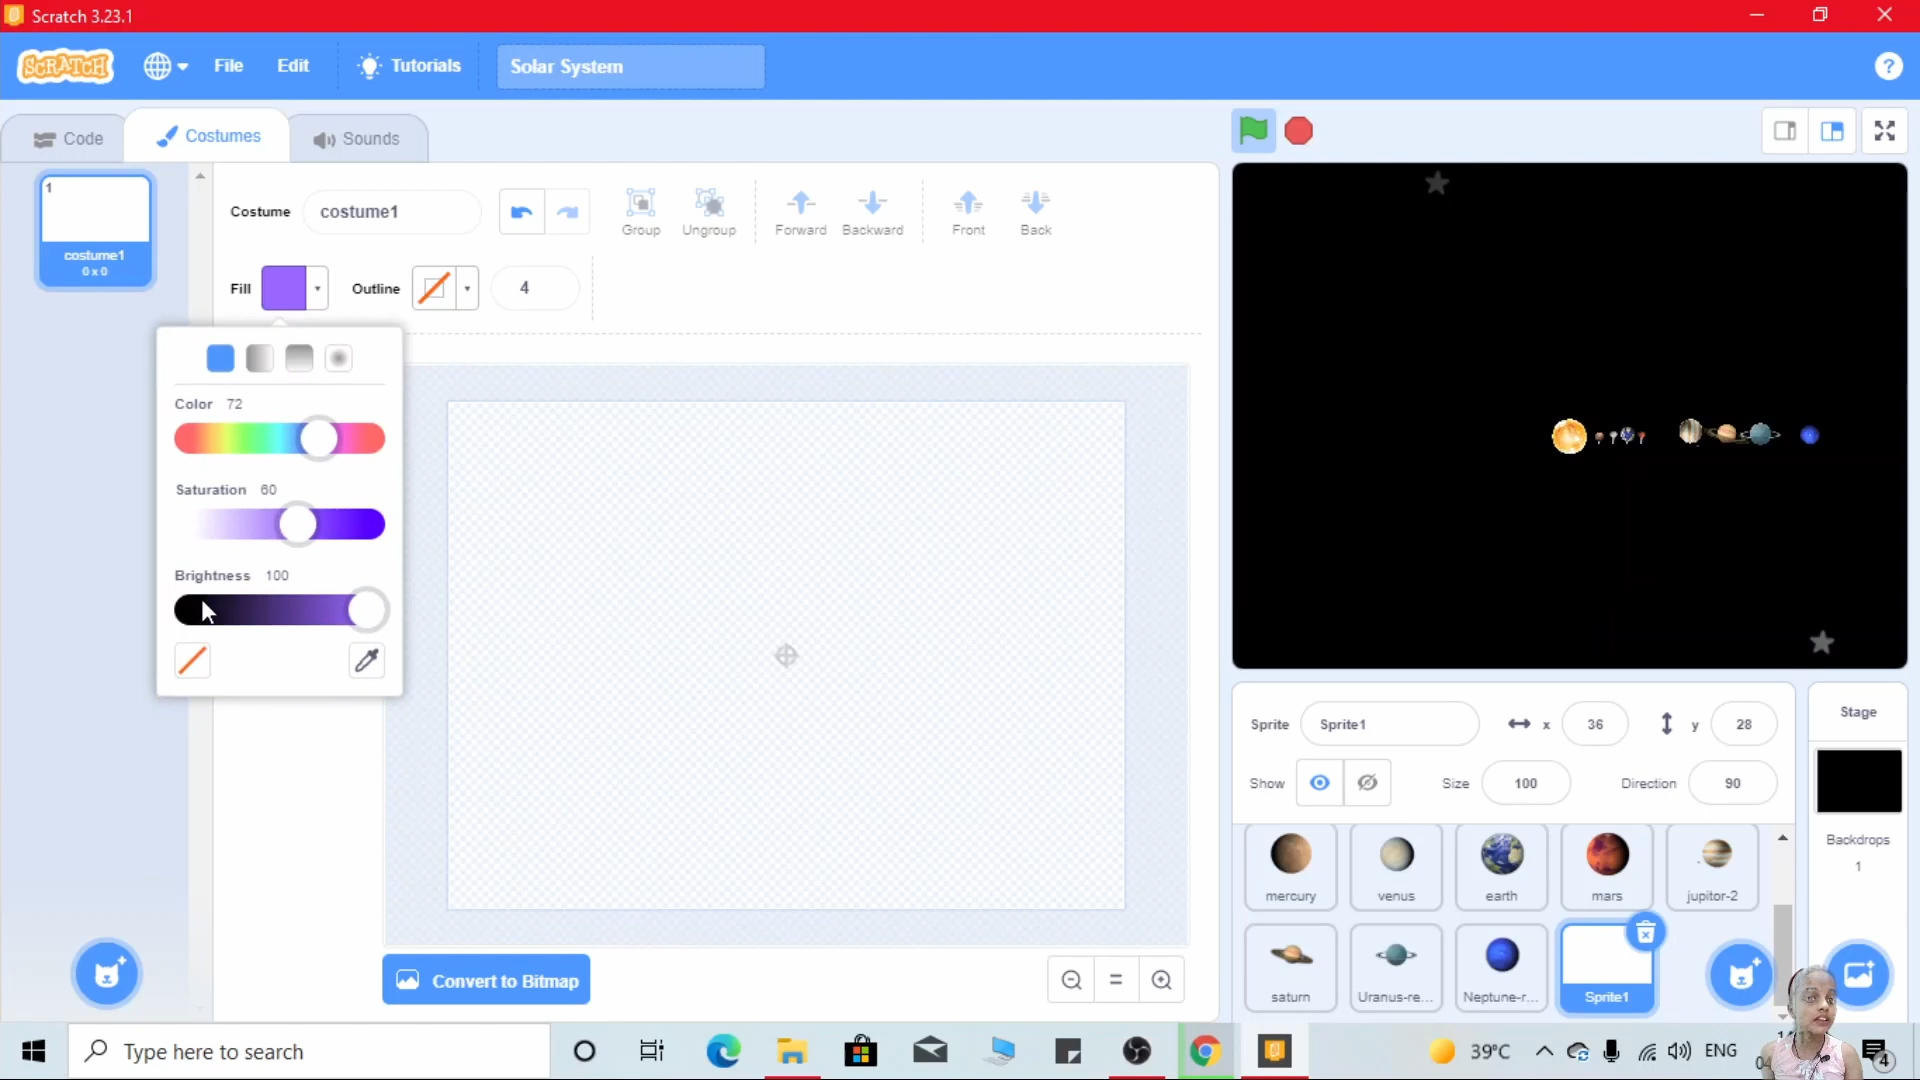 Scratch 3.23.1
SCRATCH
File
Edit
Tutorials
Solar System
?
Code
Costumes
Sounds
1
costume1
0 x 0
Costume
costume1
Group
Ungroup
Forward
Backward
Front
Back
Fill
Outline
4
Color 72
Saturation 60
Brightness 100
Convert to Bitmap
Sprite
Sprite1
x
36
y
28
Show
Size
100
Direction
90
Stage
Backdrops
1
mercury
venus
earth
mars
jupitor-2
saturn
Uranus-re...
Neptune-r...
Sprite1
Type here to search
39°C
ENG
4